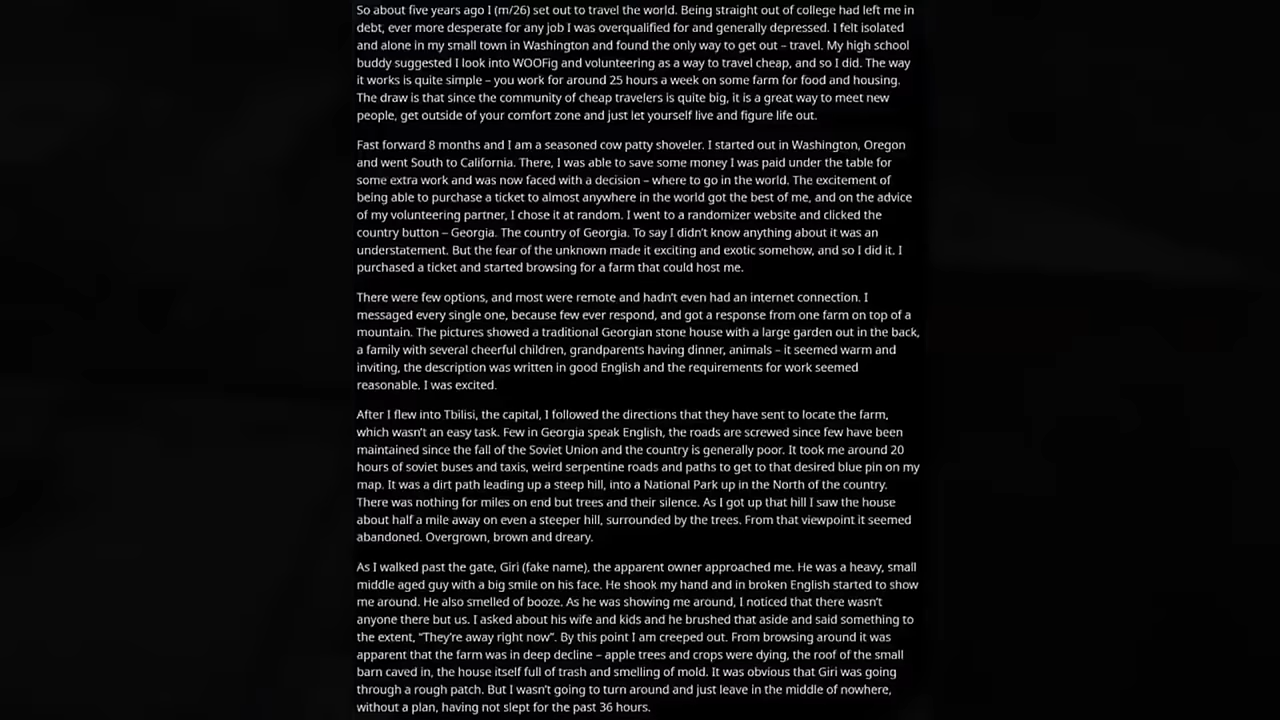 So about five years ago I (m/26) set out to travel the world. Being straight out of college had left me in
debt, ever more desperate for any job I was overqualified for and generally depressed. I felt isolated
and alone in my small town in Washington and found the only way to get out – travel. My high school
buddy suggested I look into WOOFig and volunteering as a way to travel cheap, and so I did. The way
it works is quite simple – you work for around 25 hours a week on some farm for food and housing.
The draw is that since the community of cheap travelers is quite big, it is a great way to meet new
people, get outside of your comfort zone and just let yourself live and figure life out.
Fast forward 8 months and I am a seasoned cow patty shoveler. I started out in Washington, Oregon
and went South to California. There, I was able to save some money I was paid under the table for
some extra work and was now faced with a decision – where to go in the world. The excitement of
being able to purchase a ticket to almost anywhere in the world got the best of me, and on the advice
of my volunteering partner, I chose it at random. I went to a randomizer website and clicked the
country button – Georgia. The country of Georgia. To say I didn't know anything about it was an
understatement. But the fear of the unknown made it exciting and exotic somehow, and so I did it. I
purchased a ticket and started browsing for a farm that could host me.
There were few options, and most were remote and hadn't even had an internet connection. I
messaged every single one, because few ever respond, and got a response from one farm on top of a
mountain. The pictures showed a traditional Georgian stone house with a large garden out in the back,
a family with several cheerful children, grandparents having dinner, animals – it seemed warm and
inviting, the description was written in good English and the requirements for work seemed
reasonable. I was excited.
After I flew into Tbilisi, the capital, I followed the directions that they have sent to locate the farm,
which wasn't an easy task. Few in Georgia speak English, the roads are screwed since few have been
maintained since the fall of the Soviet Union and the country is generally poor. It took me around 20
hours of soviet buses and taxis, weird serpentine roads and paths to get to that desired blue pin on my
map. It was a dirt path leading up a steep hill, into a National Park up in the North of the country.
There was nothing for miles on end but trees and their silence. As I got up that hill I saw the house
about half a mile away on even a steeper hill, surrounded by the trees. From that viewpoint it seemed
abandoned. Overgrown, brown and dreary.
As I walked past the gate, Giri (fake name), the apparent owner approached me. He was a heavy, small
middle aged guy with a big smile on his face. He shook my hand and in broken English started to show
me around. He also smelled of booze. As he was showing me around, I noticed that there wasn't
anyone there but us. I asked about his wife and kids and he brushed that aside and said something to
the extent, "They're away right now". By this point I am creeped out. From browsing around it was
apparent that the farm was in deep decline – apple trees and crops were dying, the roof of the small
barn caved in, the house itself full of trash and smelling of mold. It was obvious that Giri was going
through a rough patch. But I wasn't going to turn around and just leave in the middle of nowhere,
without a plan, having not slept for the past 36 hours.